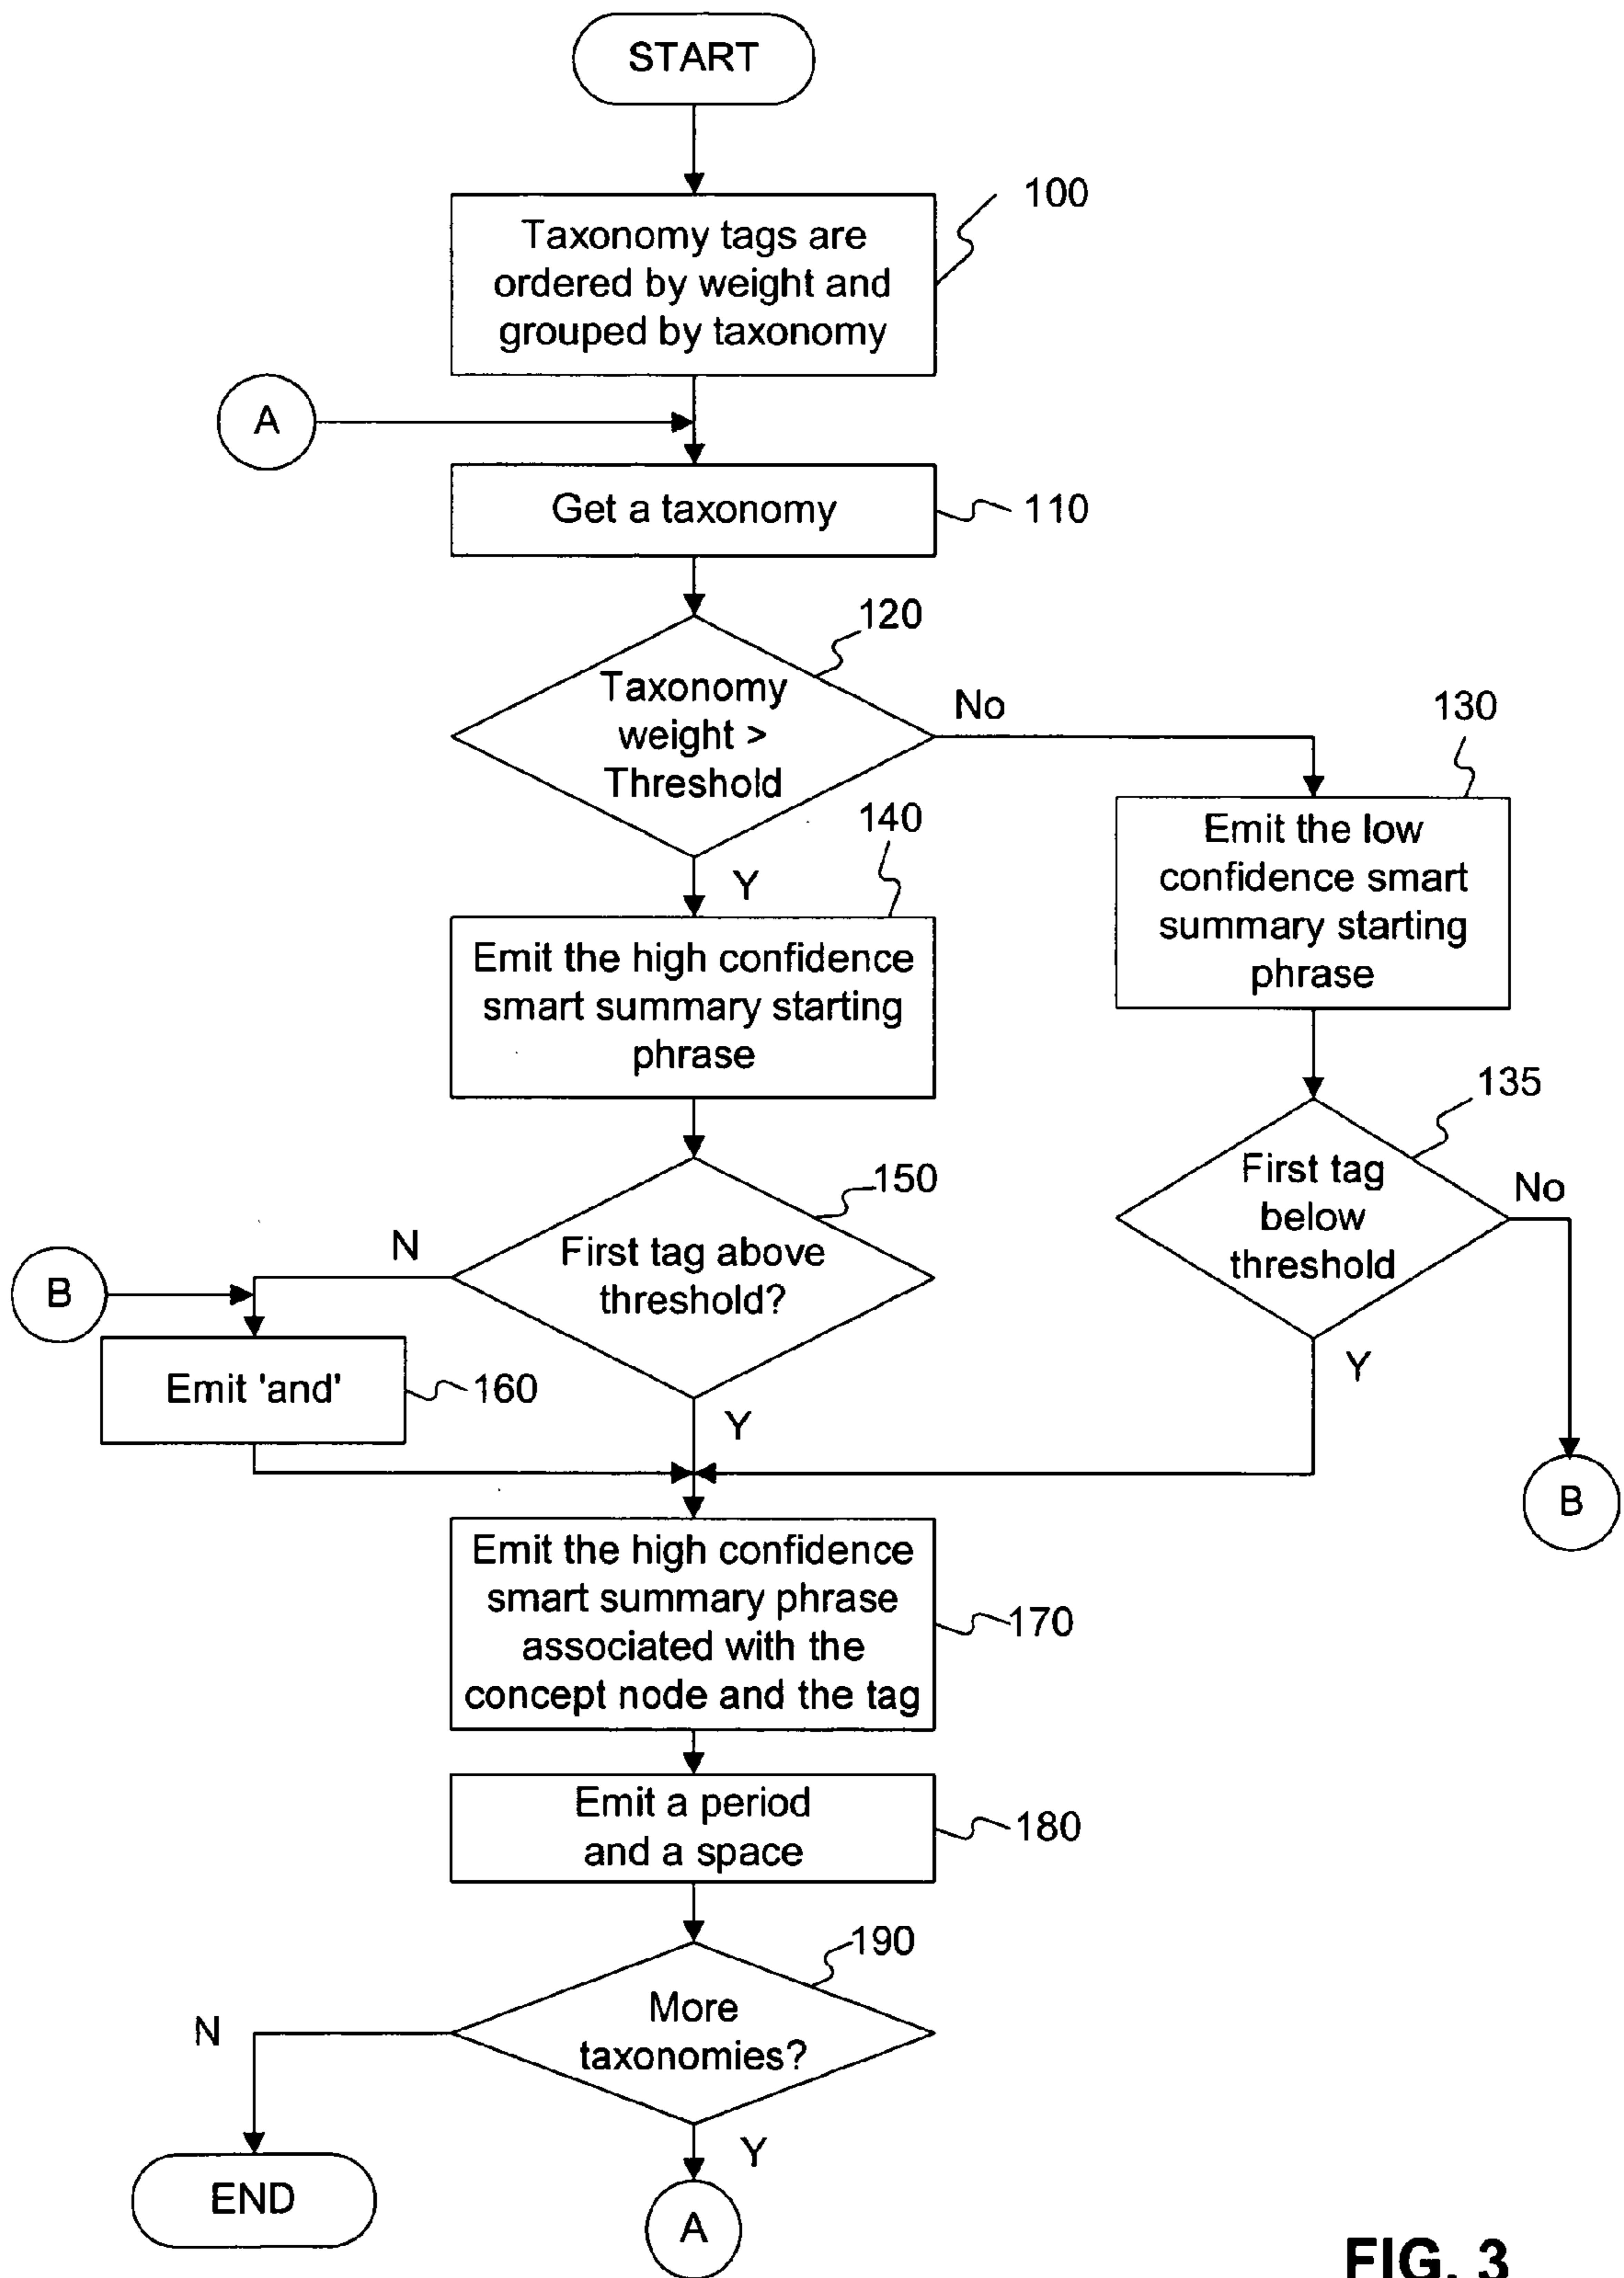 START
100
Taxonomy tags are
ordered by weight and
grouped by taxonomy
A
Get a taxonomy
110
120
Taxonomy
weight >
Threshold
No
130
Emit the low
confidence smart
summary starting
phrase
140
Y
Emit the high confidence
smart summary starting
phrase
135
First tag
below
threshold
No
Y
B
150
First tag above
threshold?
N
B
Emit 'and'
160
Y
Emit the high confidence
smart summary phrase
associated with the
concept node and the tag
170
Emit a period
and a space
180
190
More
taxonomies?
N
END
Y
A
FIG. 3